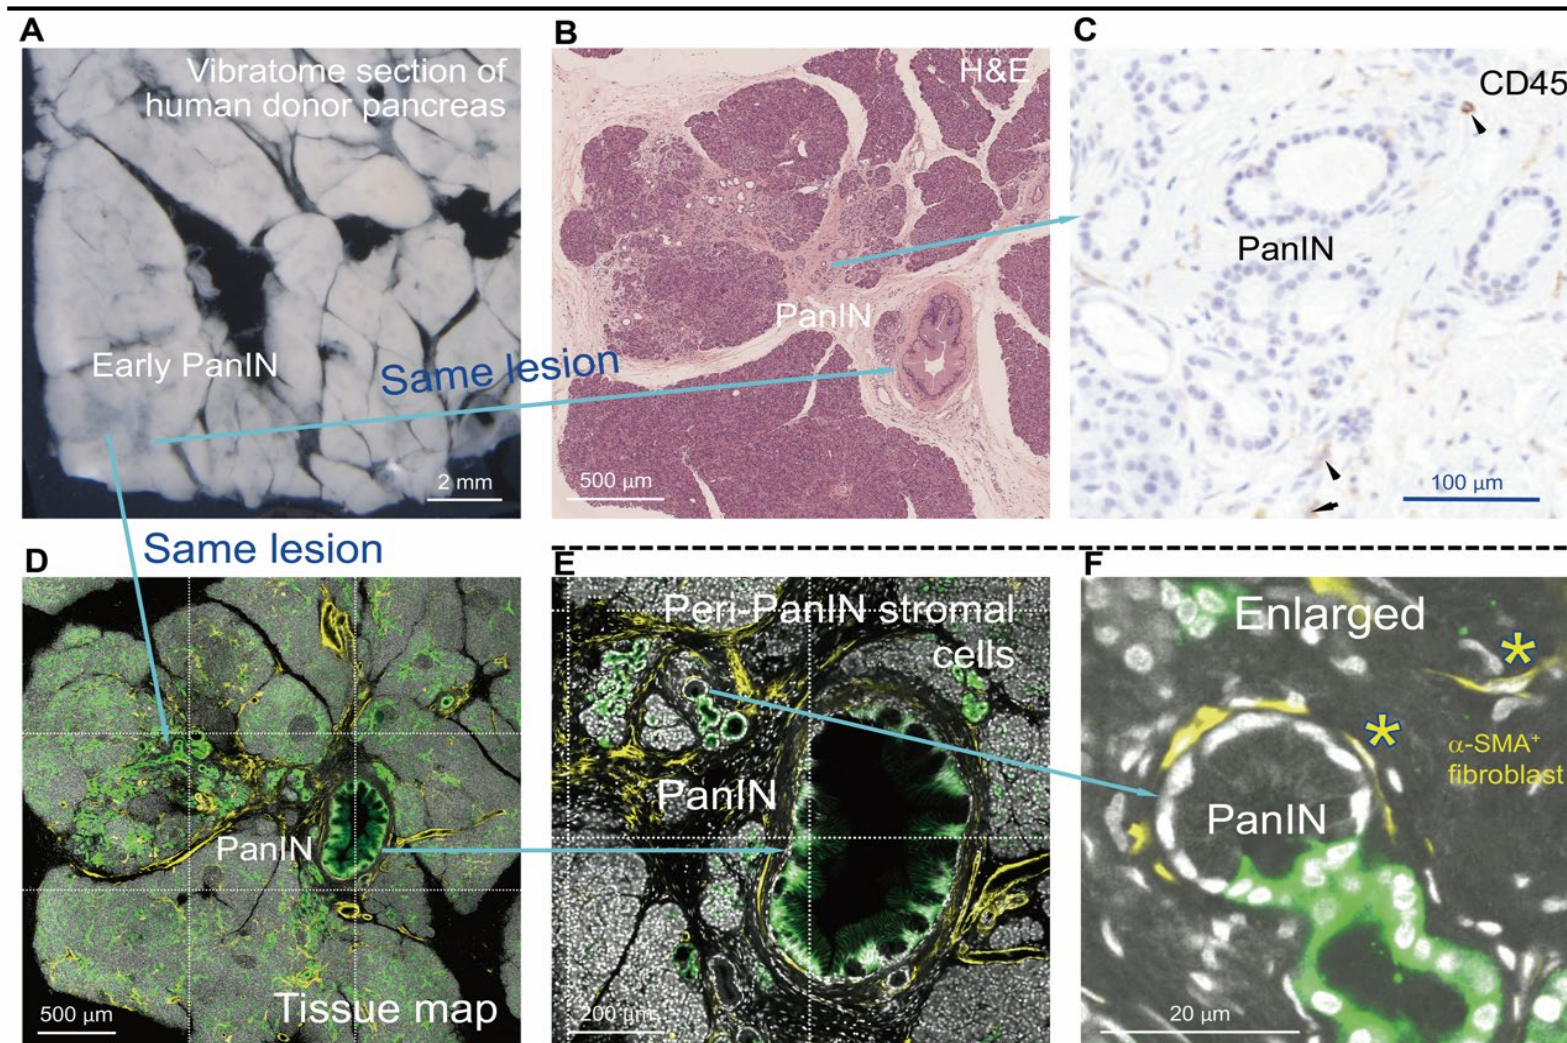 A
Vibratome section of
human donor pancreas
Early PanIN
Same lesion
2 mm
B
H&E
PanIN
500 µm
C
CD45
PanIN
100 µm
Same lesion
D
PanIN
500 µm
Tissue map
E
Peri-PanIN stromal
cells
PanIN
200 µm
F
Enlarged
*
*
α-SMA⁺
fibroblast
PanIN
20 µm